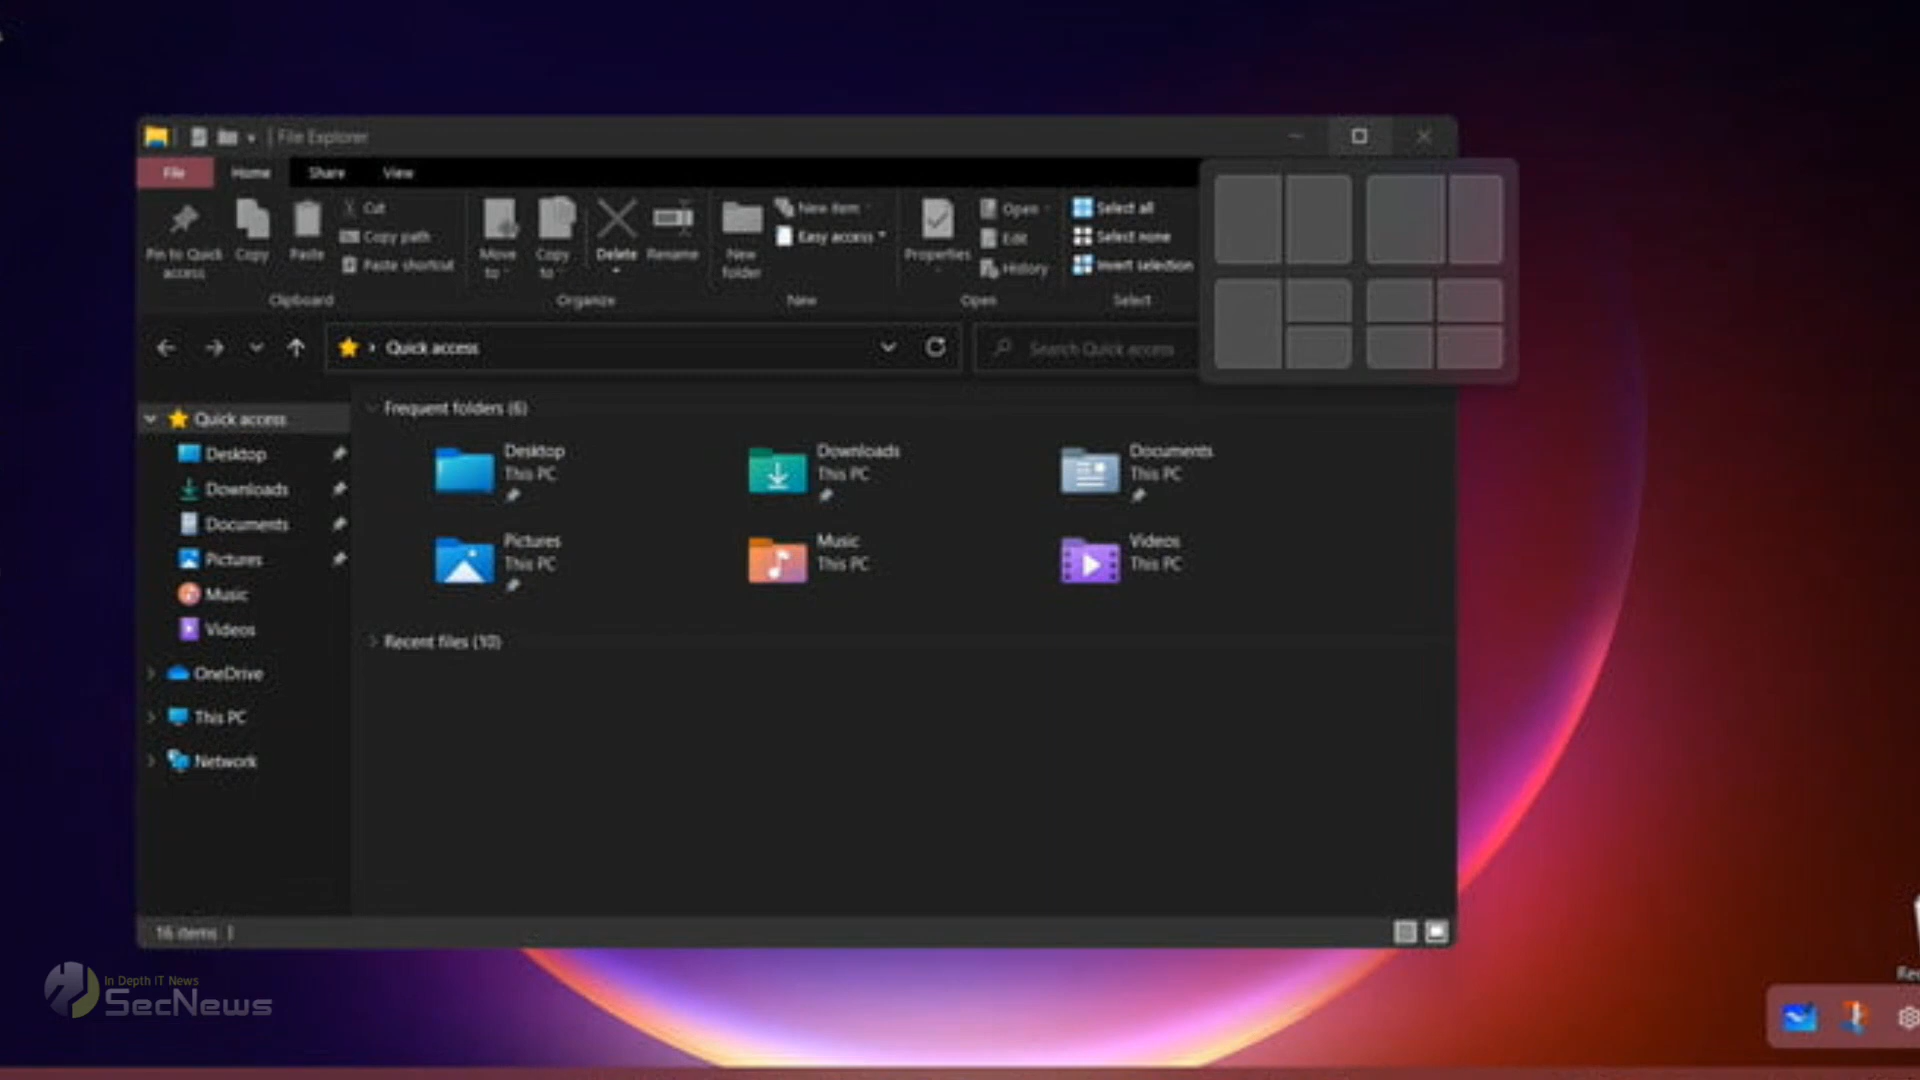 File Explorer
File Home Share View
Pin to Quick access
Copy
Paste
Cut
Copy path
Paste shortcut
Move to
Copy to
Delete
Rename
New folder
New item
Easy access
Properties
Open
Edit
History
Select all
Select none
Invert selection
Clipboard Organize New Open Select
Quick access
Search Quick access
Quick access
Desktop
Downloads
Documents
Pictures
Music
Videos
OneDrive
This PC
Network
Frequent folders (6)
Desktop
This PC
Downloads
This PC
Documents
This PC
Pictures
This PC
Music
This PC
Videos
This PC
Recent files (10)
16 items
In Depth IT News
SecNews